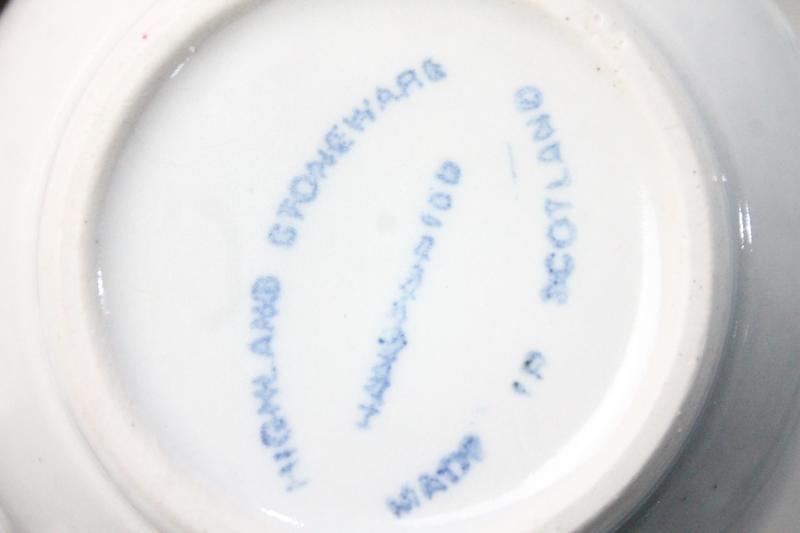 HIGHLAND STONEWARE
HANDPAINTED
MADE IN SCOTLAND